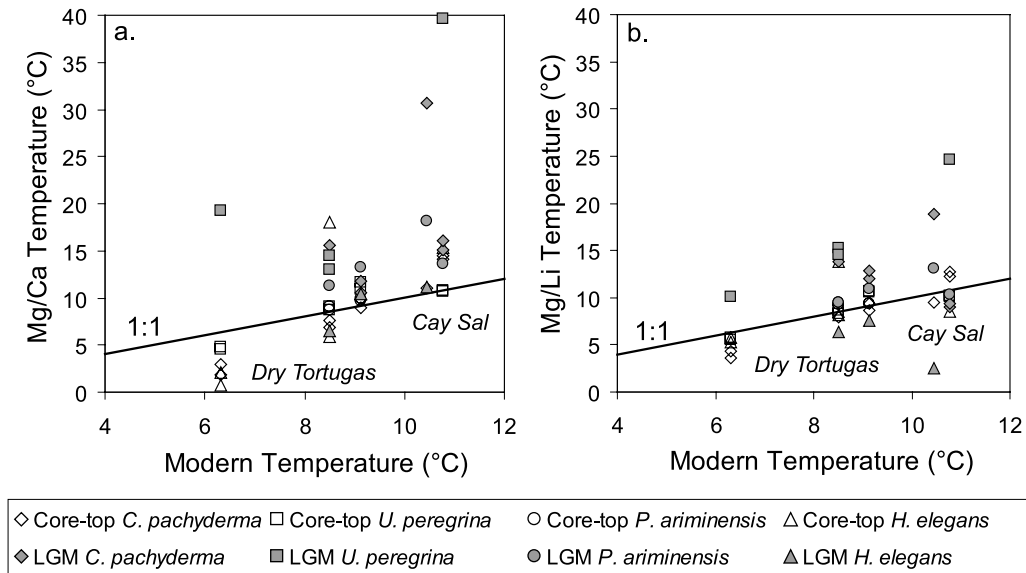 a.
Mg/Ca Temperature (°C)
40
35
30
25
20
15
10
5
0
1:1
Cay Sal
Dry Tortugas
4 6 8 10 12
Modern Temperature (°C)
b.
Mg/Li Temperature (°C)
40
35
30
25
20
15
10
5
0
1:1
Cay Sal
Dry Tortugas
4 6 8 10 12
Modern Temperature (°C)
Core-top C. pachyderma Core-top U. peregrina Core-top P. ariminensis Core-top H. elegans
LGM C. pachyderma LGM U. peregrina LGM P. ariminensis LGM H. elegans